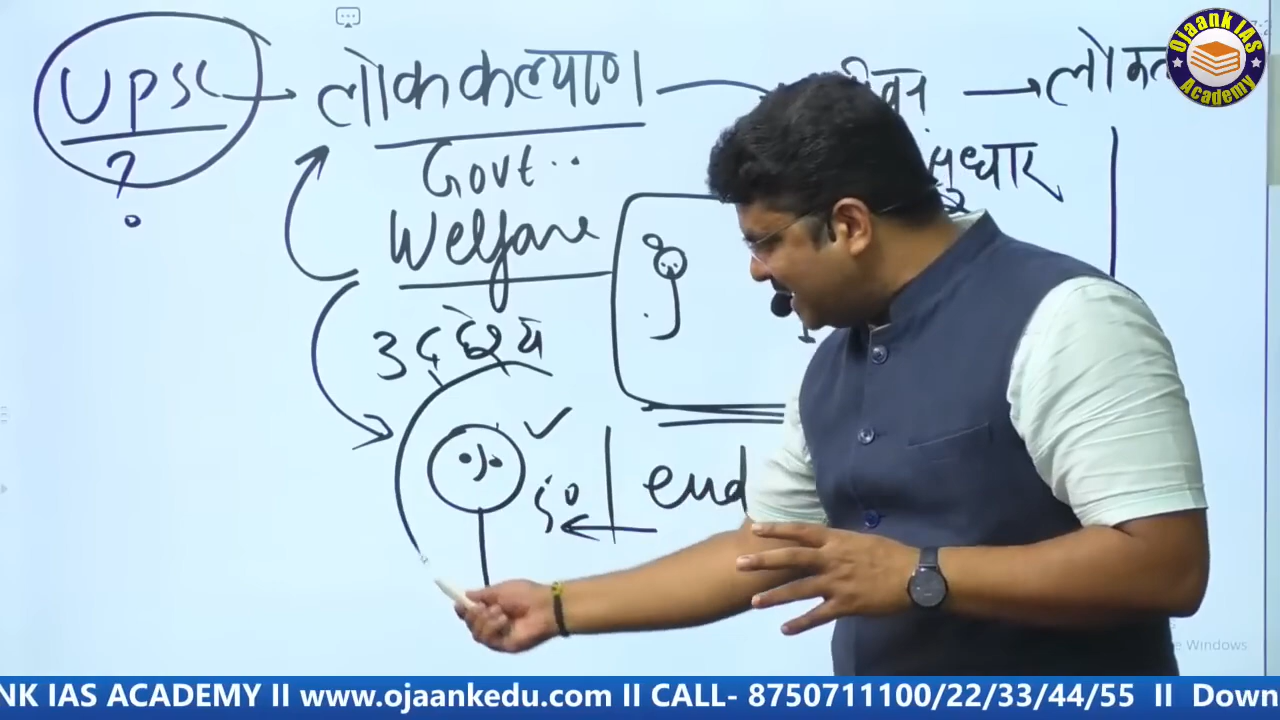 UPSC → लोककल्याण → लोकत
?
Govt..
सुधार
Welfare
उद्देश्य
end
Ojaank IAS
Academy
e Windows
NK IAS ACADEMY II www.ojaankedu.com II CALL- 8750711100/22/33/44/55 II Down